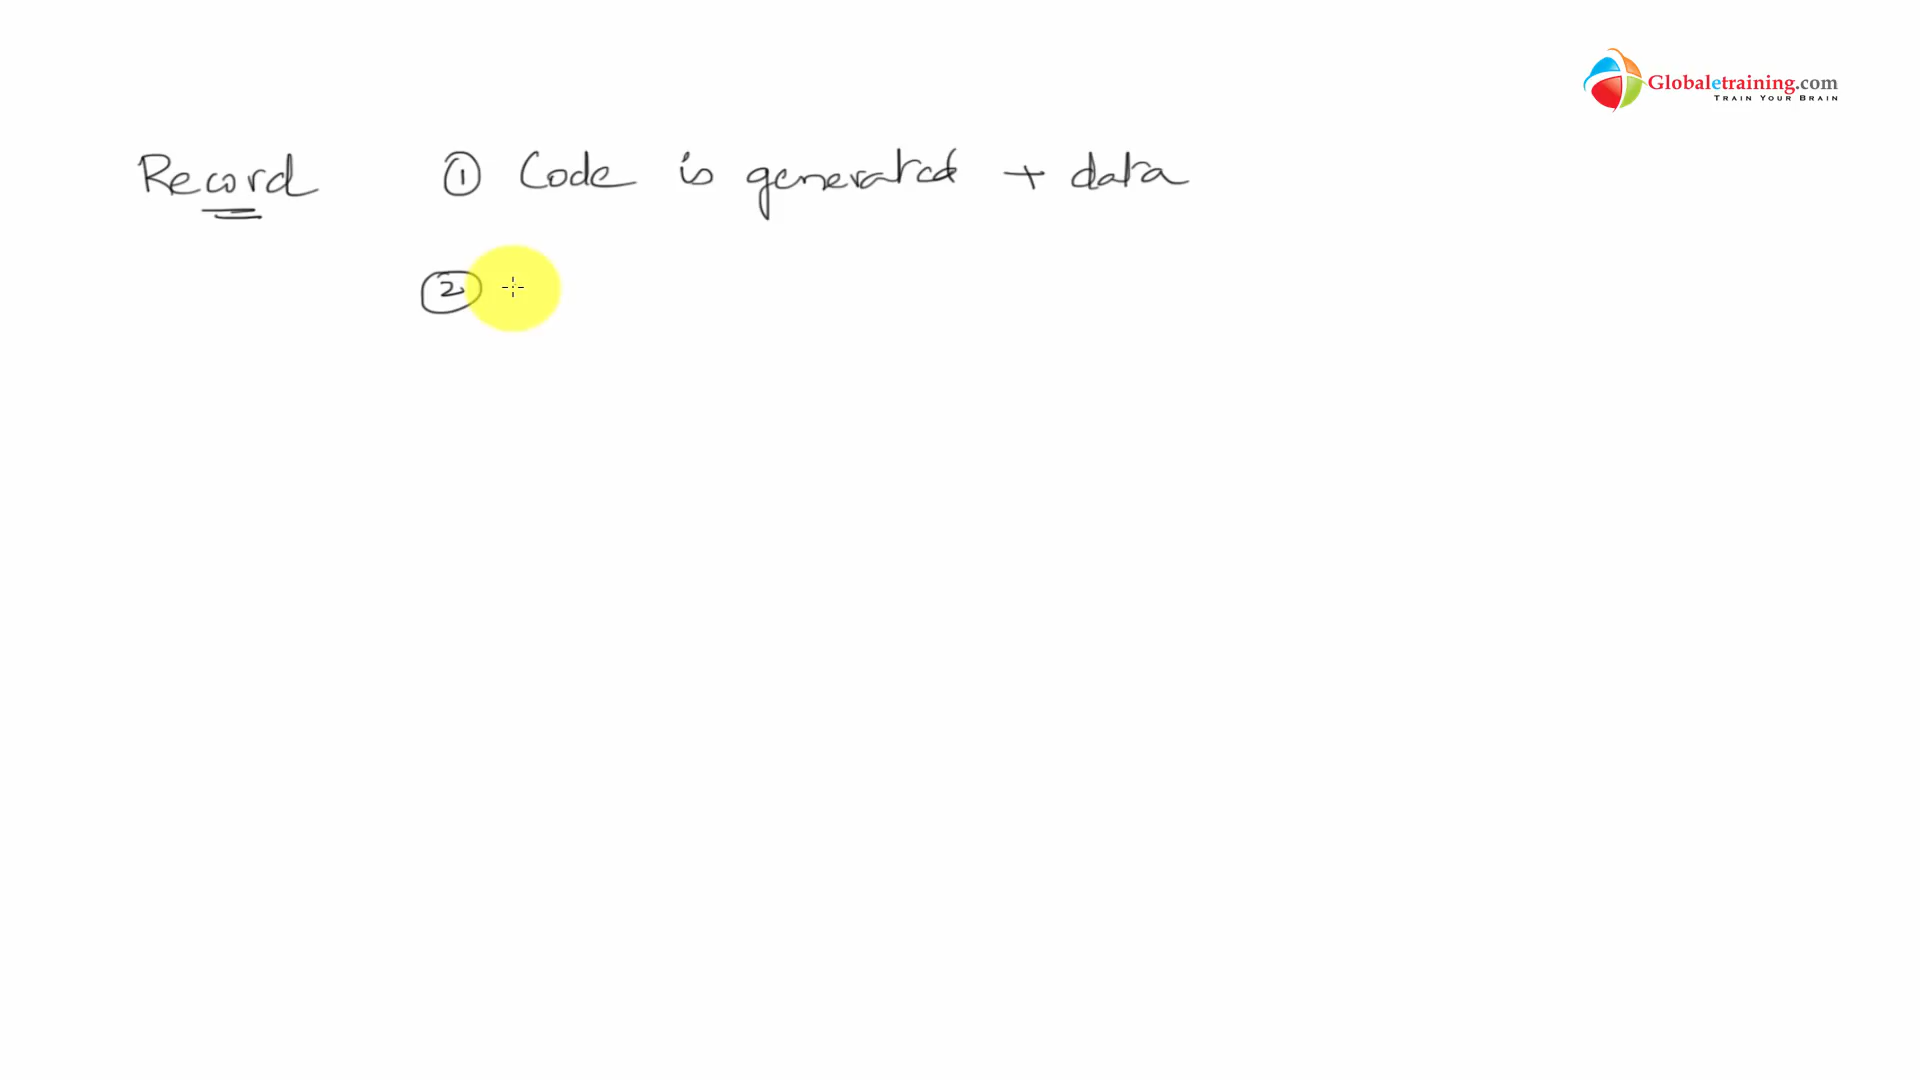 Globaletraining.com
TRAIN YOUR BRAIN
Record ① Code is generated + data
②